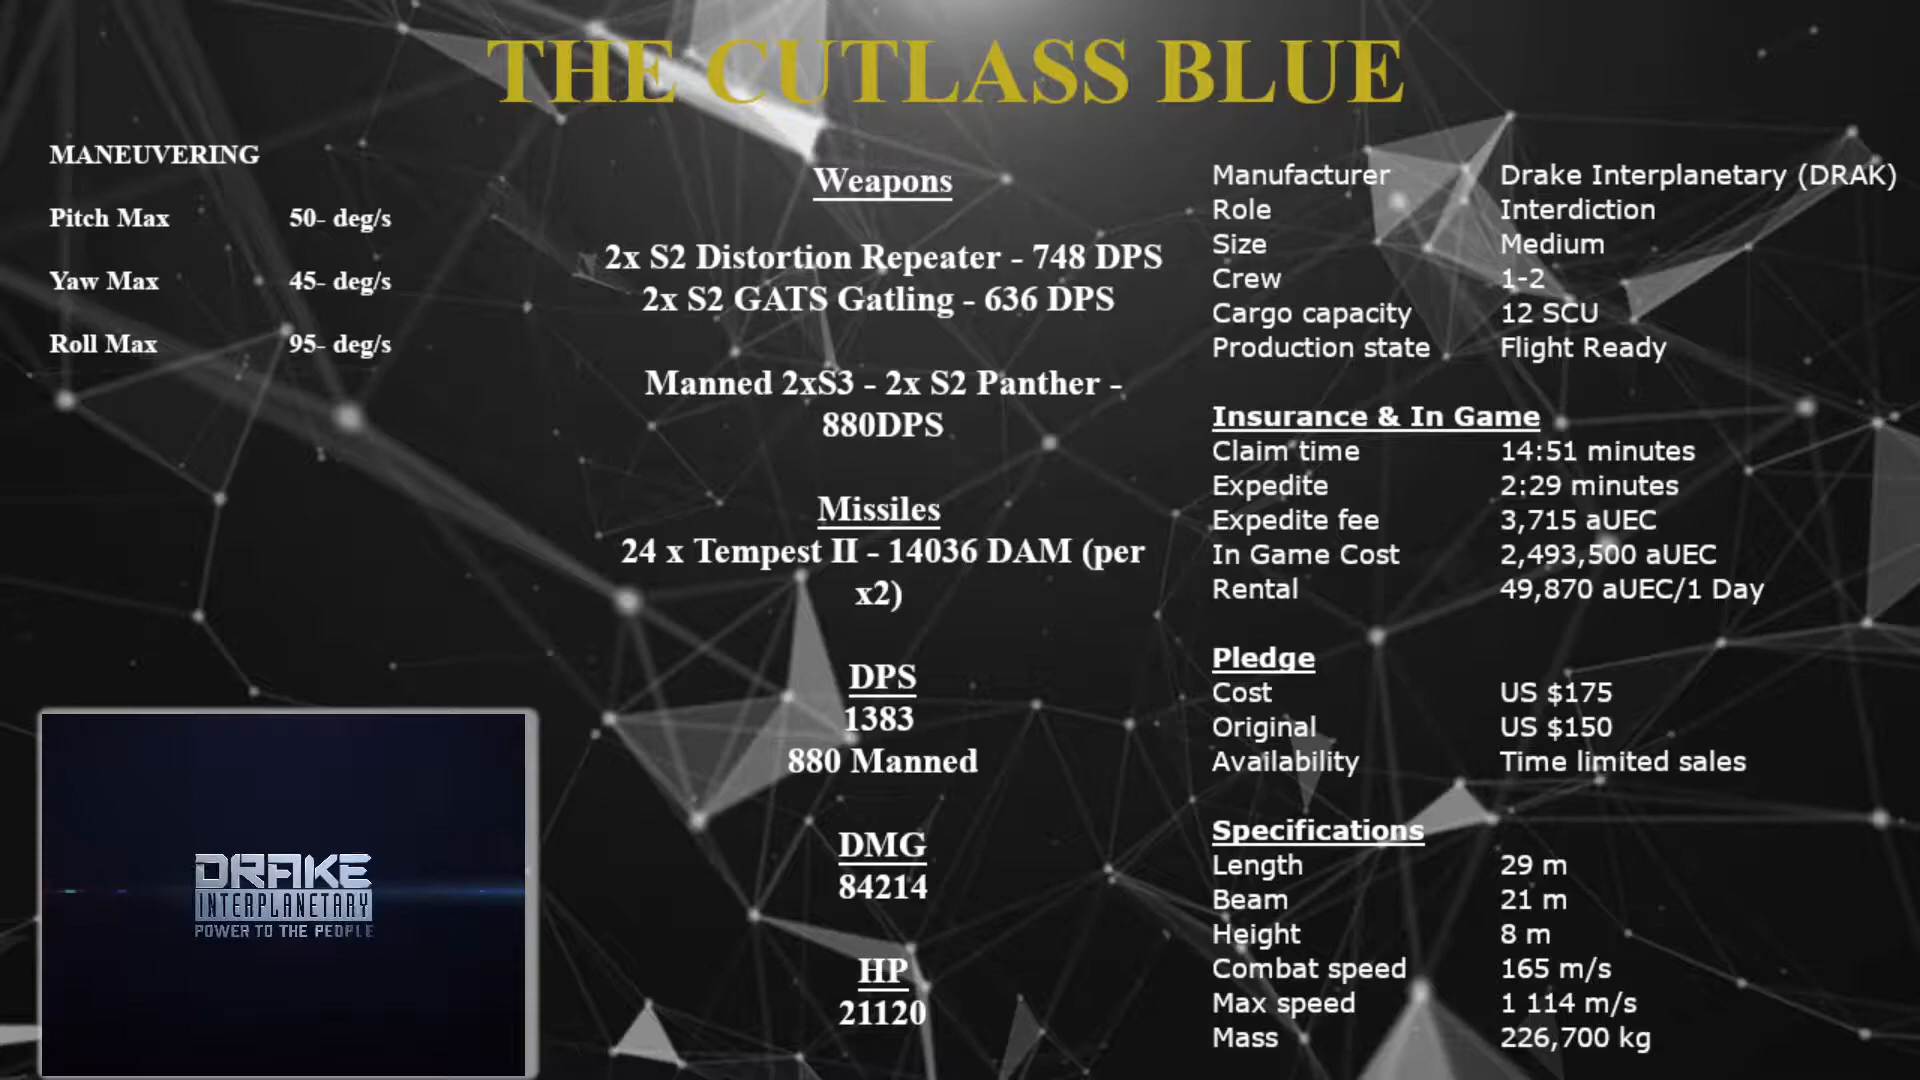 THE CUTLASS BLUE
MANEUVERING
Pitch Max 50- deg/s
Yaw Max 45- deg/s
Roll Max 95- deg/s
Weapons
2x S2 Distortion Repeater - 748 DPS
2x S2 GATS Gatling - 636 DPS
Manned 2xS3 - 2x S2 Panther -
880DPS
Missiles
24 x Tempest II - 14036 DAM (per
x2)
DPS
1383
880 Manned
DMG
84214
HP
21120
Manufacturer Drake Interplanetary (DRAK)
Role Interdiction
Size Medium
Crew 1-2
Cargo capacity 12 SCU
Production state Flight Ready
Insurance & In Game
Claim time 14:51 minutes
Expedite 2:29 minutes
Expedite fee 3,715 aUEC
In Game Cost 2,493,500 aUEC
Rental 49,870 aUEC/1 Day
Pledge
Cost US $175
Original US $150
Availability Time limited sales
Specifications
Length 29 m
Beam 21 m
Height 8 m
Combat speed 165 m/s
Max speed 1 114 m/s
Mass 226,700 kg
DRAKE
INTERPLANETARY
POWER TO THE PEOPLE